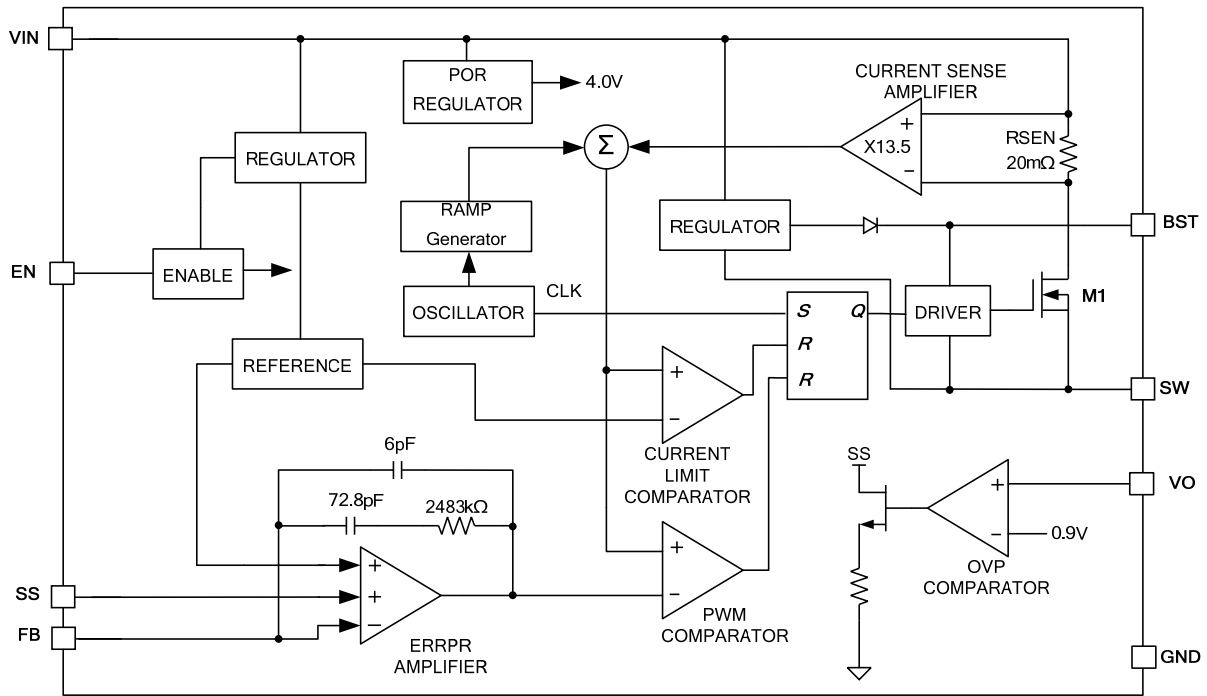 VIN
POR
REGULATOR
4.0V
CURRENT SENSE
AMPLIFIER
+
X13.5
−
RSEN
20mΩ
Σ
REGULATOR
RAMP
Generator
REGULATOR
BST
EN
ENABLE
OSCILLATOR
CLK
S
Q
R
R
DRIVER
M1
REFERENCE
+
−
CURRENT
LIMIT
COMPARATOR
SW
6pF
72.8pF
2483kΩ
SS
+
−
0.9V
OVP
COMPARATOR
VO
+
−
PWM
COMPARATOR
SS
FB
+
+
−
ERRPR
AMPLIFIER
GND